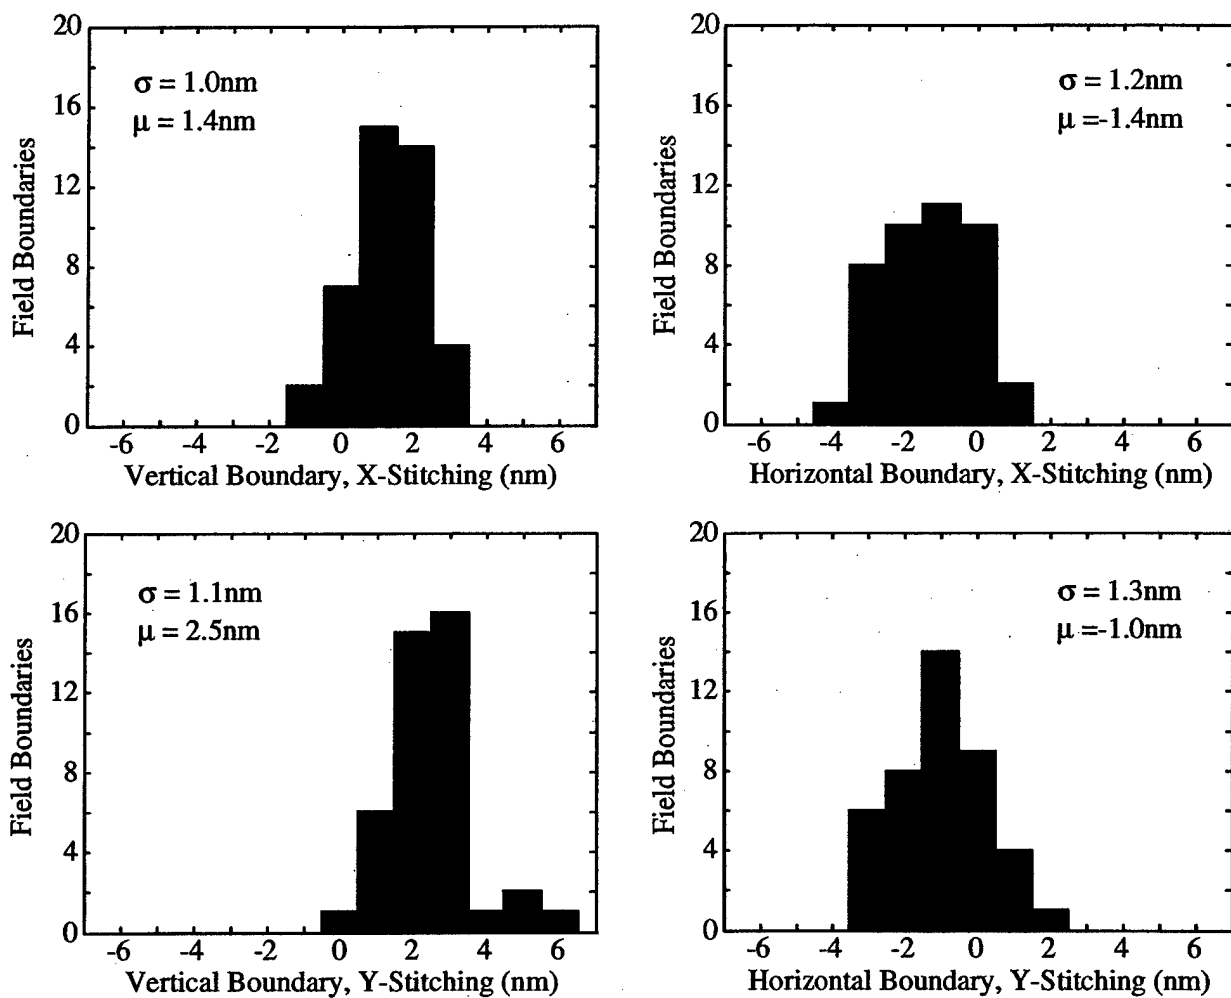 20
16
12
8
4
0
Field Boundaries
σ = 1.0nm
μ = 1.4nm
-6 -4 -2 0 2 4 6
Vertical Boundary, X-Stitching (nm)
20
16
12
8
4
0
Field Boundaries
σ = 1.2nm
μ =-1.4nm
-6 -4 -2 0 2 4 6
Horizontal Boundary, X-Stitching (nm)
20
16
12
8
4
0
Field Boundaries
σ = 1.1nm
μ = 2.5nm
-6 -4 -2 0 2 4 6
Vertical Boundary, Y-Stitching (nm)
20
16
12
8
4
0
Field Boundaries
σ = 1.3nm
μ =-1.0nm
-6 -4 -2 0 2 4 6
Horizontal Boundary, Y-Stitching (nm)